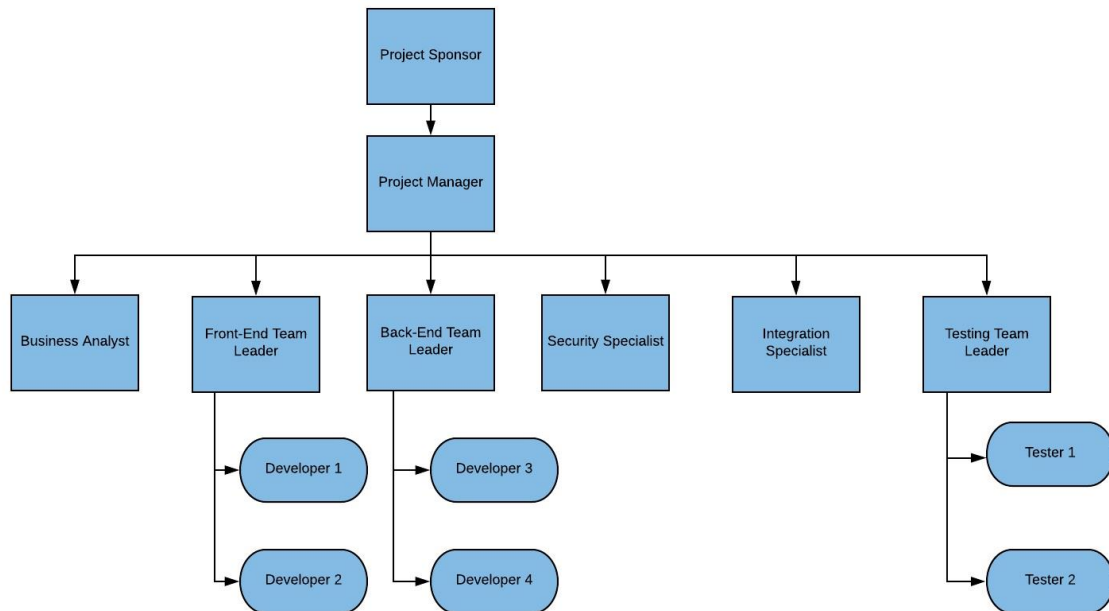 Project Sponsor
Project Manager
Business Analyst
Front-End Team
Leader
Back-End Team
Leader
Security Specialist
Integration
Specialist
Testing Team
Leader
Developer 1
Developer 3
Tester 1
Developer 2
Developer 4
Tester 2